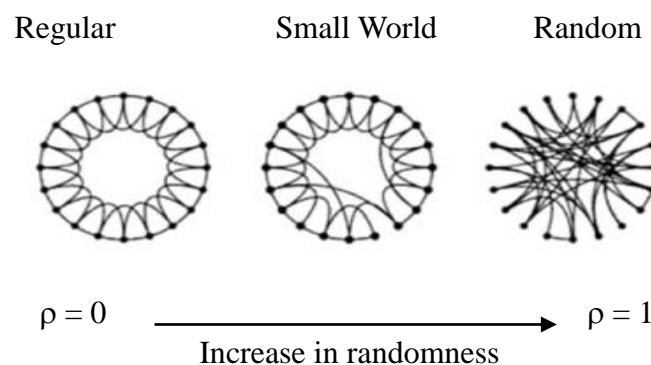 Regular Small World Random
ρ = 0 ρ = 1
Increase in randomness